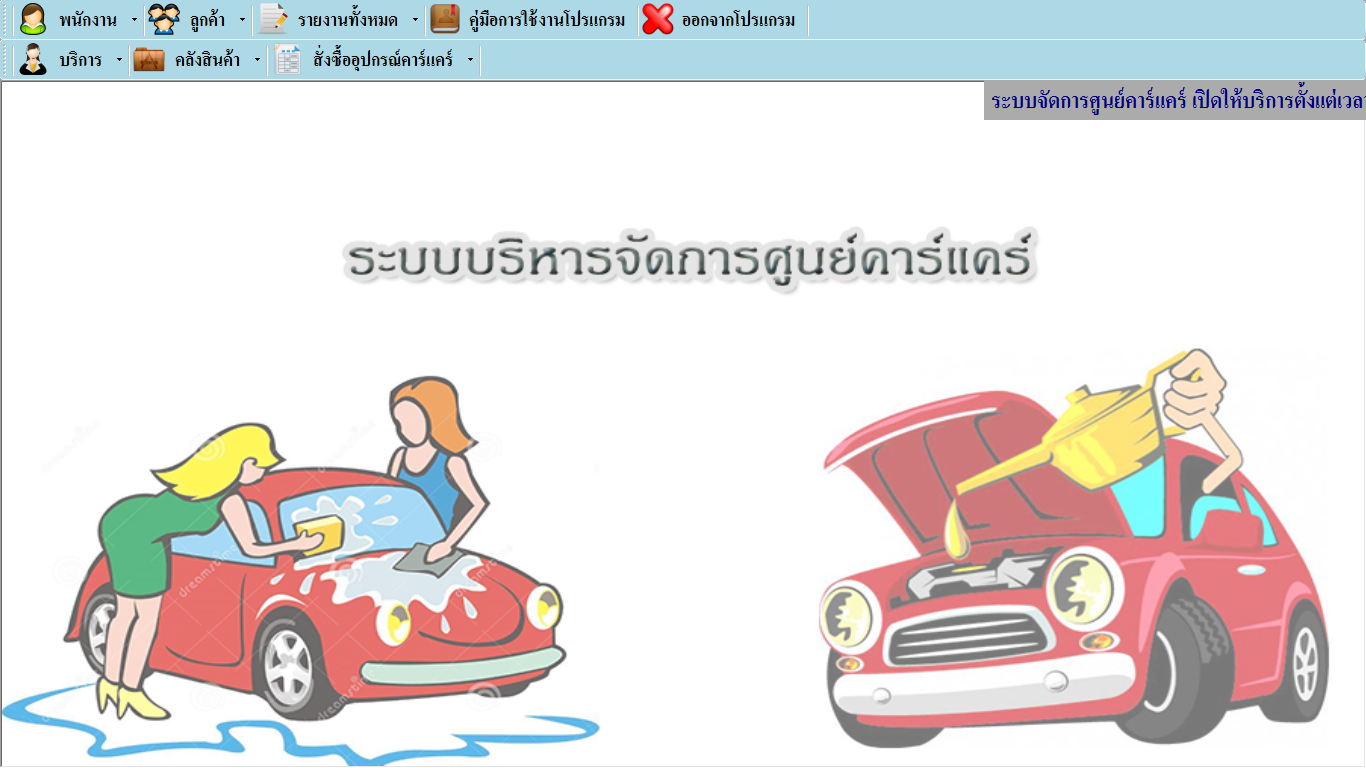 พนักงาน ลูกค้า รายงานทั้งหมด คู่มือการใช้งานโปรแกรม ออกจากโปรแกรม
บริการ คลังสินค้า สั่งซื้ออุปกรณ์คาร์แคร์
ระบบจัดการศูนย์คาร์แคร์ เปิดให้บริการตั้งแต่เวลา
ระบบบริหารจัดการศูนย์คาร์แคร์